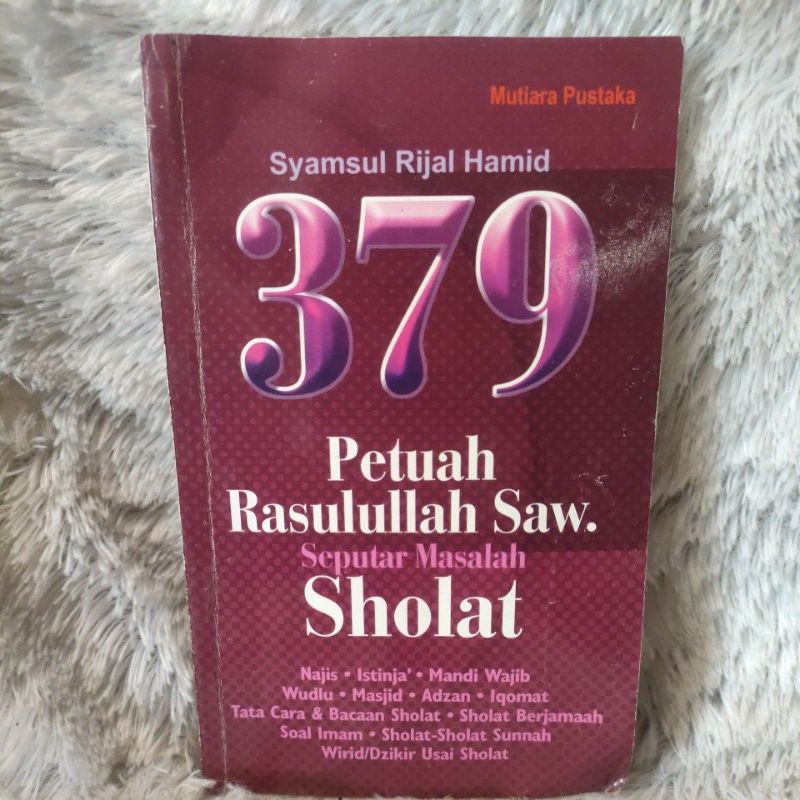 Mutiara Pustaka
Syamsul Rijal Hamid
379
Petuah
Rasulullah Saw.
Seputar Masalah
Sholat
Najis • Istinja' • Mandi Wajib
Wudlu • Masjid • Adzan • Iqomat
Tata Cara & Bacaan Sholat • Sholat Berjamaah
Soal Imam • Sholat-Sholat Sunnah
Wirid/Dzikir Usai Sholat